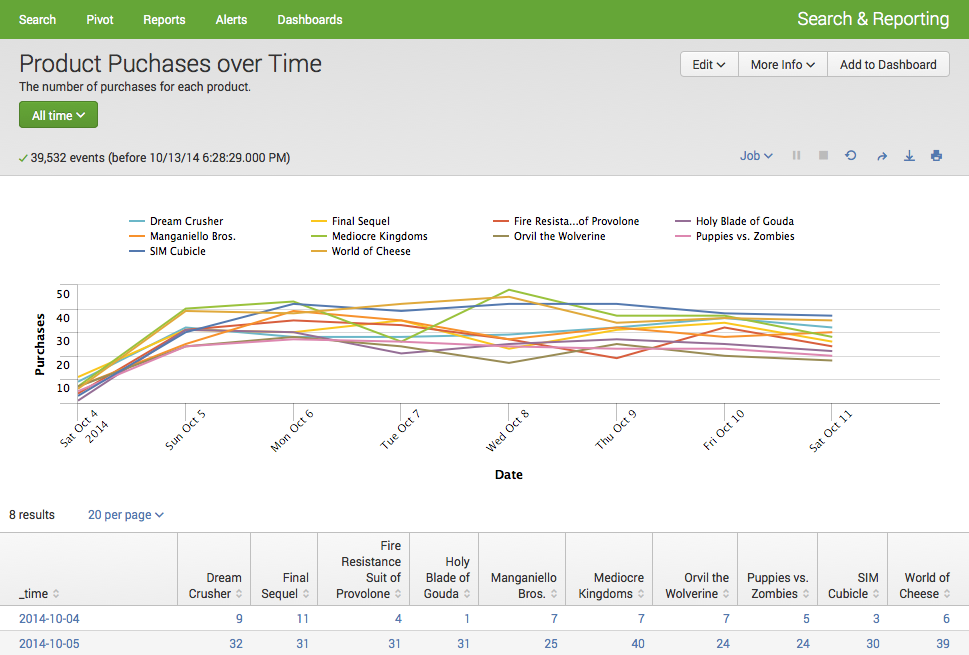 Search Pivot Reports Alerts Dashboards Search & Reporting
Product Puchases over Time
The number of purchases for each product.
Edit More Info Add to Dashboard
All time
39,532 events (before 10/13/14 6:28:29.000 PM)
Job
Dream Crusher Final Sequel Fire Resista...of Provolone Holy Blade of Gouda
Manganiello Bros. Mediocre Kingdoms Orvil the Wolverine Puppies vs. Zombies
SIM Cubicle World of Cheese
Purchases
50
40
30
20
10
Sat Oct 4
2014
Sun Oct 5
Mon Oct 6
Tue Oct 7
Wed Oct 8
Thu Oct 9
Fri Oct 10
Sat Oct 11
Date
8 results 20 per page
_time
Dream
Crusher
Final
Sequel
Fire
Resistance
Suit of
Provolone
Holy
Blade of
Gouda
Manganiello
Bros.
Mediocre
Kingdoms
Orvil the
Wolverine
Puppies vs.
Zombies
SIM
Cubicle
World of
Cheese
2014-10-04 9 11 4 1 7 7 7 5 3 6
2014-10-05 32 31 31 31 25 40 24 24 30 39